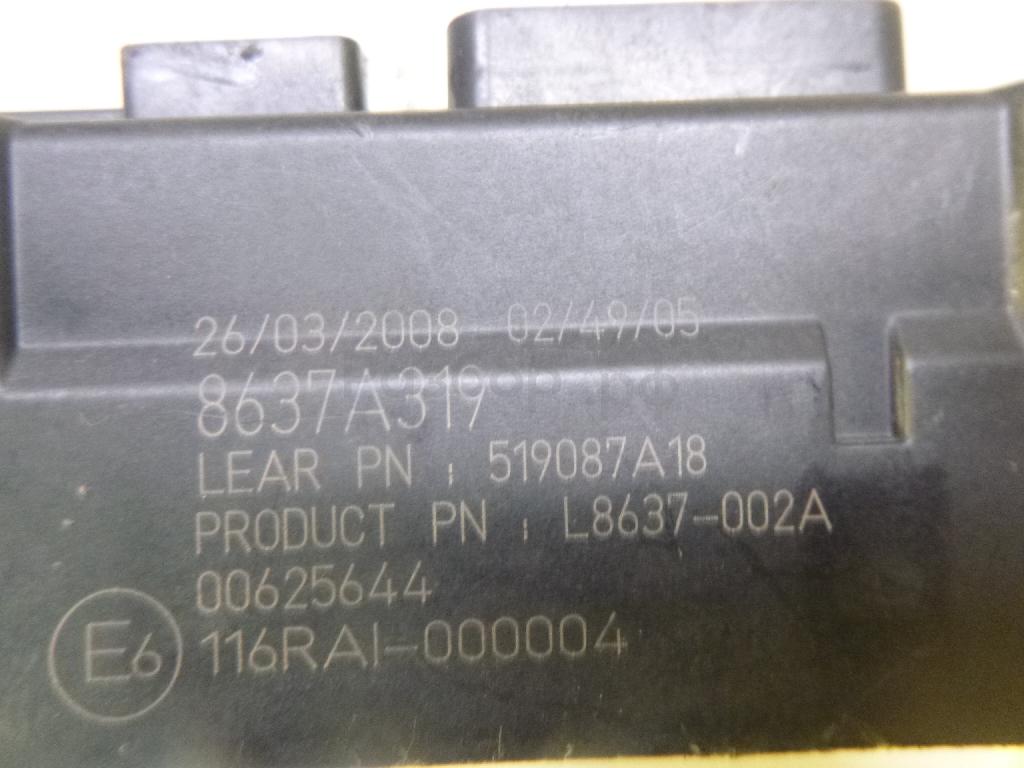 26/03/2008 02/49/05
8637A319
LEAR PN : 519087A18
PRODUCT PN : L8637-002A
00625644
E6 116RAI-000004